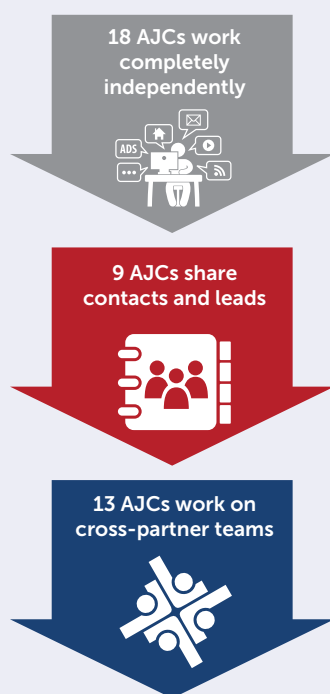 18 AJCs work
completely
independently
ADS
9 AJCs share
contacts and leads
13 AJCs work on
cross-partner teams